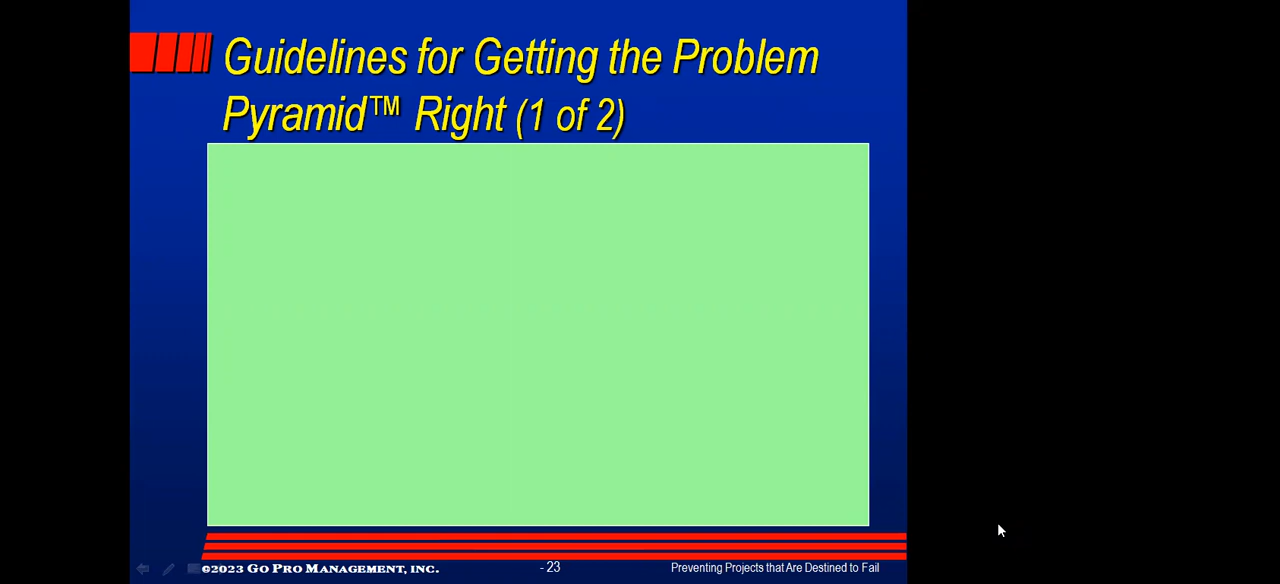 Guidelines for Getting the Problem
Pyramid™ Right (1 of 2)
©2023 Go Pro Management, Inc.
- 23
Preventing Projects that Are Destined to Fail